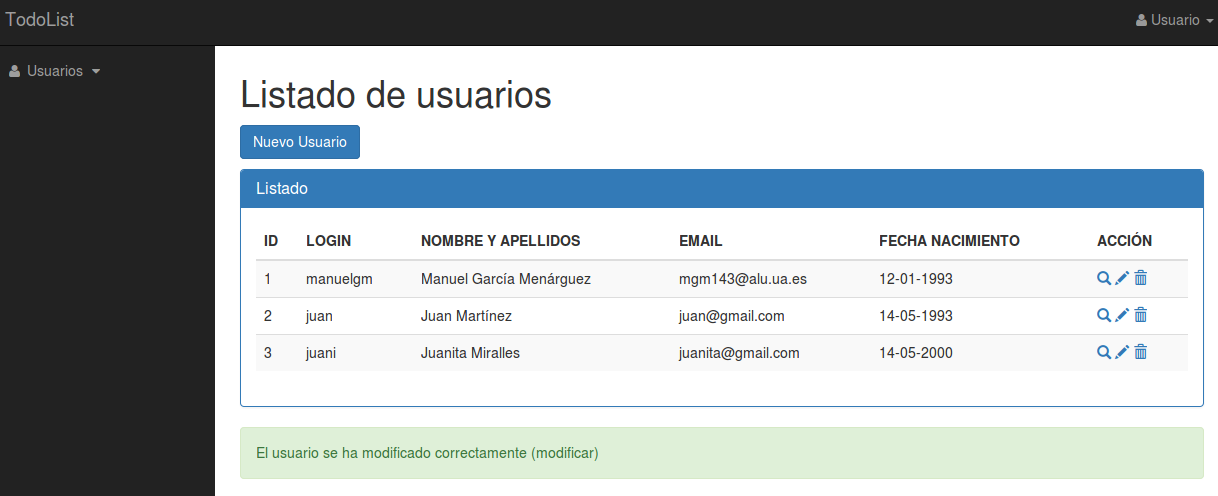 TodoList
Usuario
Usuarios
Listado de usuarios
Nuevo Usuario
Listado
ID LOGIN NOMBRE Y APELLIDOS EMAIL FECHA NACIMIENTO ACCIÓN
1 manuelgm Manuel García Menárguez mgm143@alu.ua.es 12-01-1993
2 juan Juan Martínez juan@gmail.com 14-05-1993
3 juani Juanita Miralles juanita@gmail.com 14-05-2000
El usuario se ha modificado correctamente (modificar)